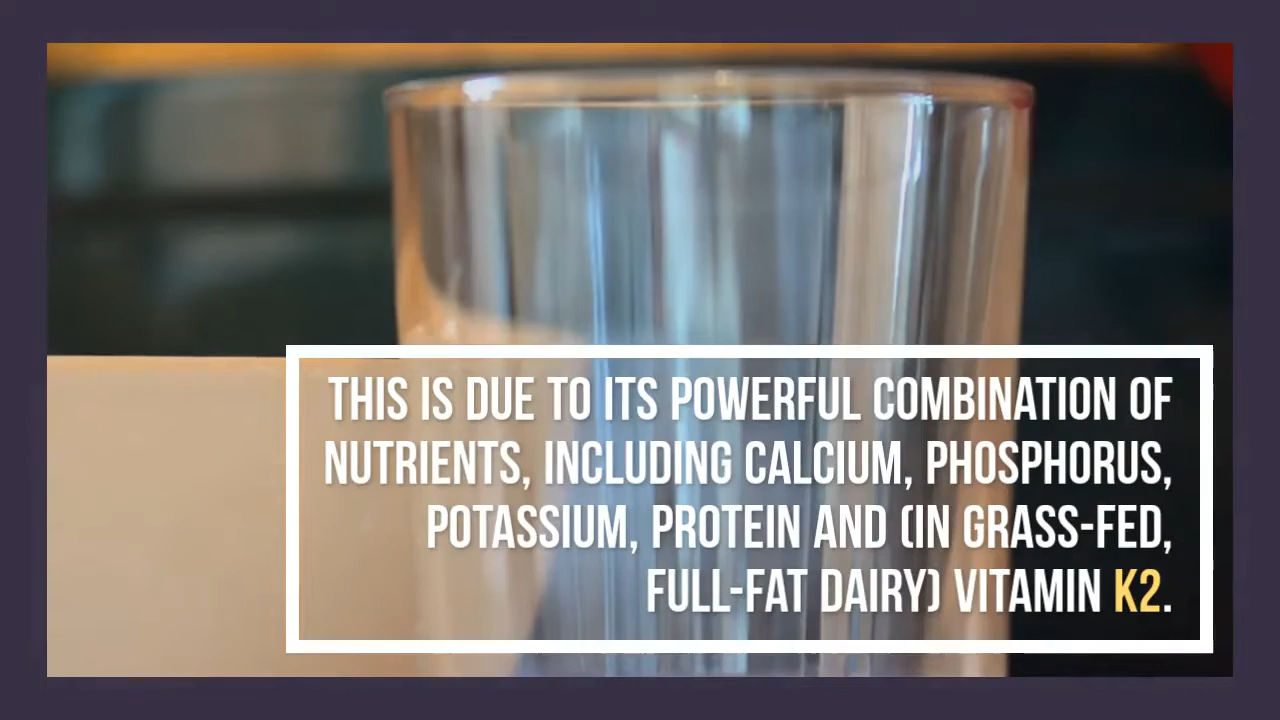 THIS IS DUE TO ITS POWERFUL COMBINATION OF
NUTRIENTS, INCLUDING CALCIUM, PHOSPHORUS,
POTASSIUM, PROTEIN AND (IN GRASS-FED,
FULL-FAT DAIRY) VITAMIN K2.